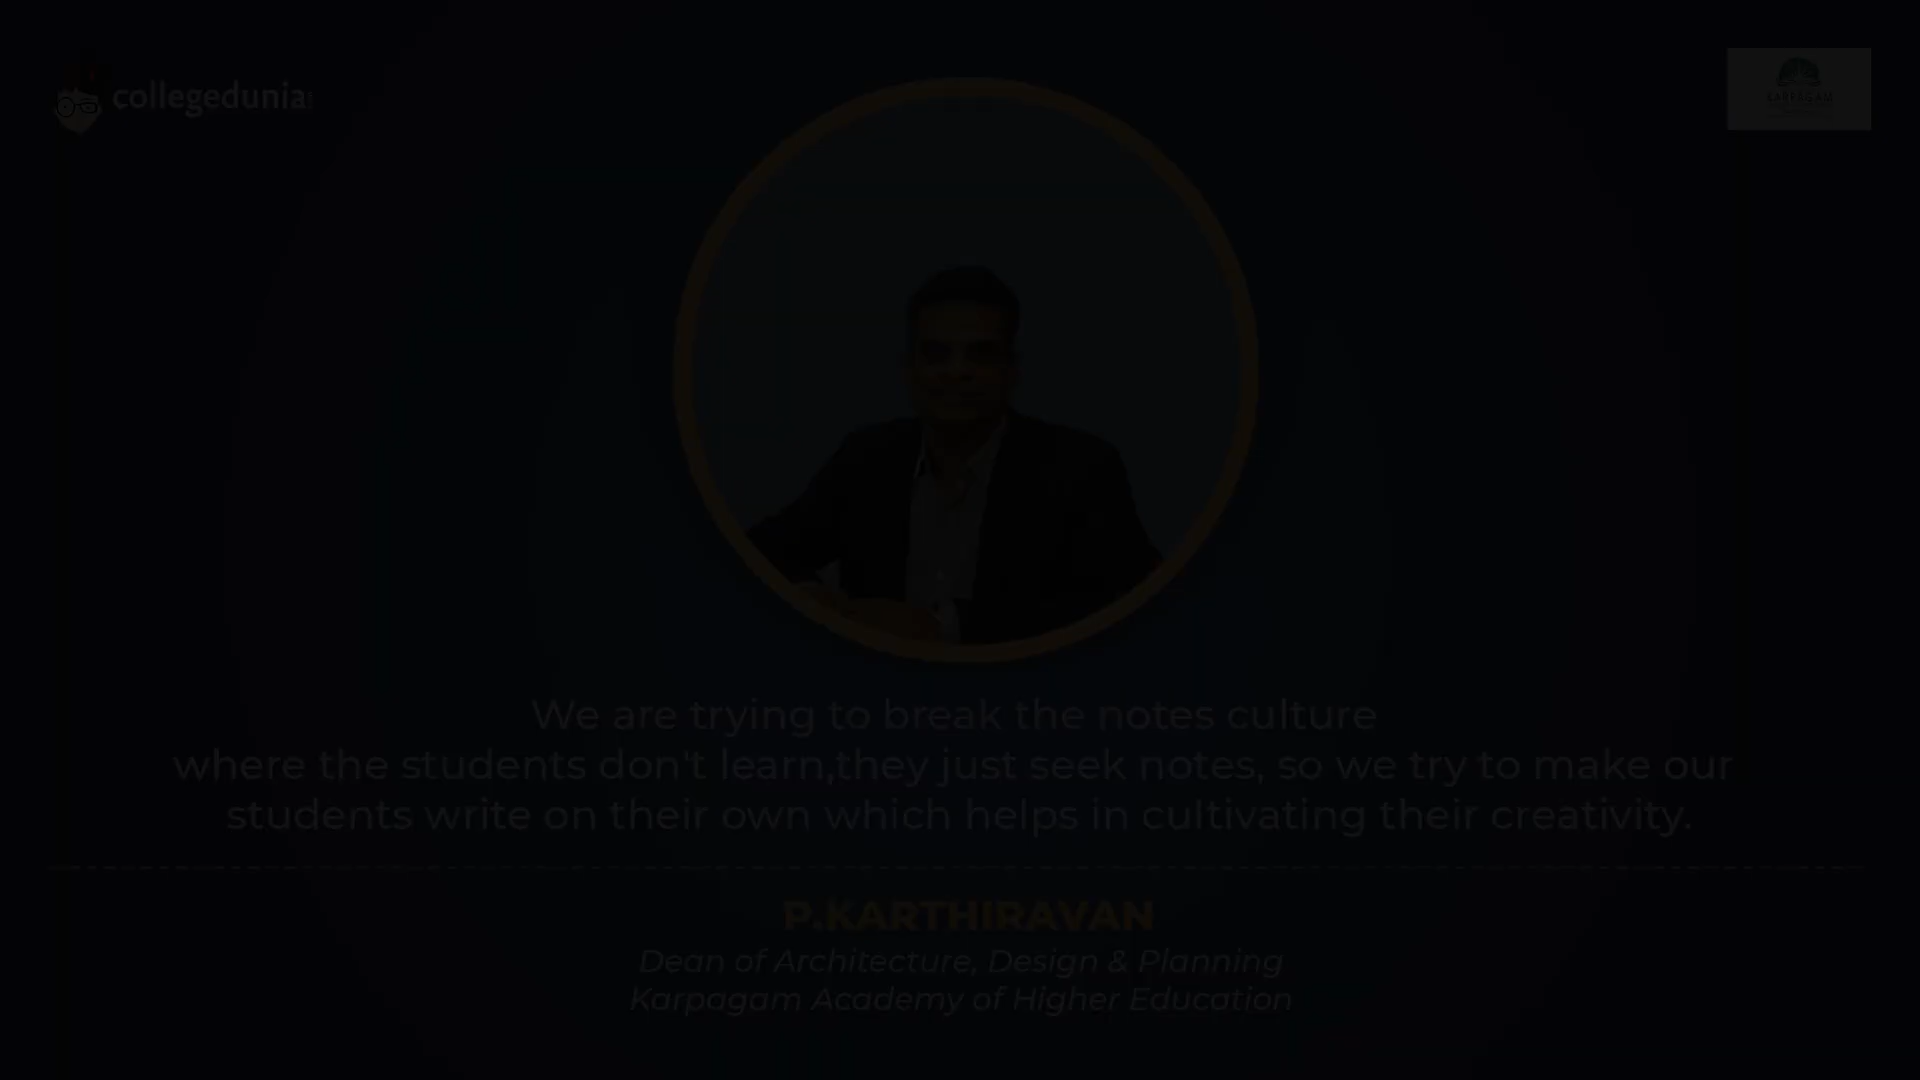 collegedunia
KARPAGAM
We are trying to break the notes culture
where the students don't learn,they just seek notes, so we try to make our
students write on their own which helps in cultivating their creativity.
P.KARTHIRAVAN
Dean of Architecture, Design & Planning
Karpagam Academy of Higher Education